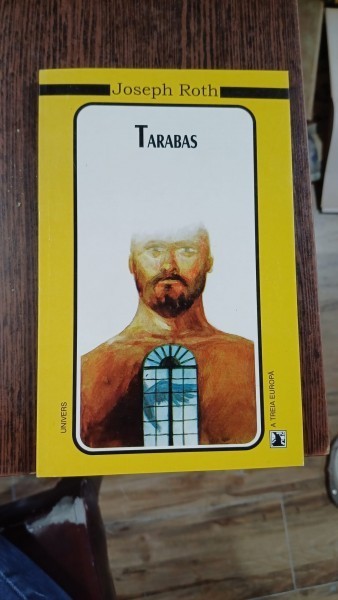 Joseph Roth
TARABAS
UNIVERS
A TREIA EUROPĂ